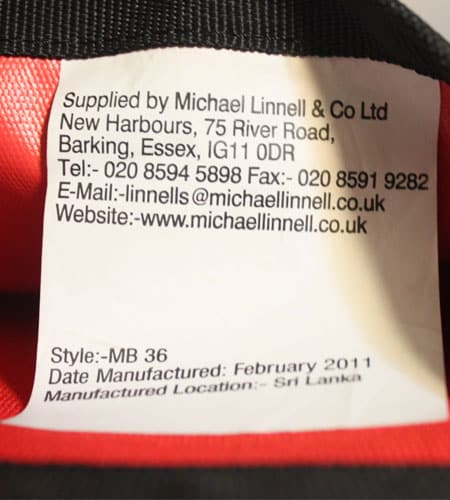 Supplied by Michael Linnell & Co Ltd
New Harbours, 75 River Road,
Barking, Essex, IG11 0DR
Tel:- 020 8594 5898 Fax:- 020 8591 9282
E-Mail:-linnells@michaellinnell.co.uk
Website:-www.michaellinnell.co.uk
Style:-MB 36
Date Manufactured: February 2011
Manufactured Location:- Sri Lanka